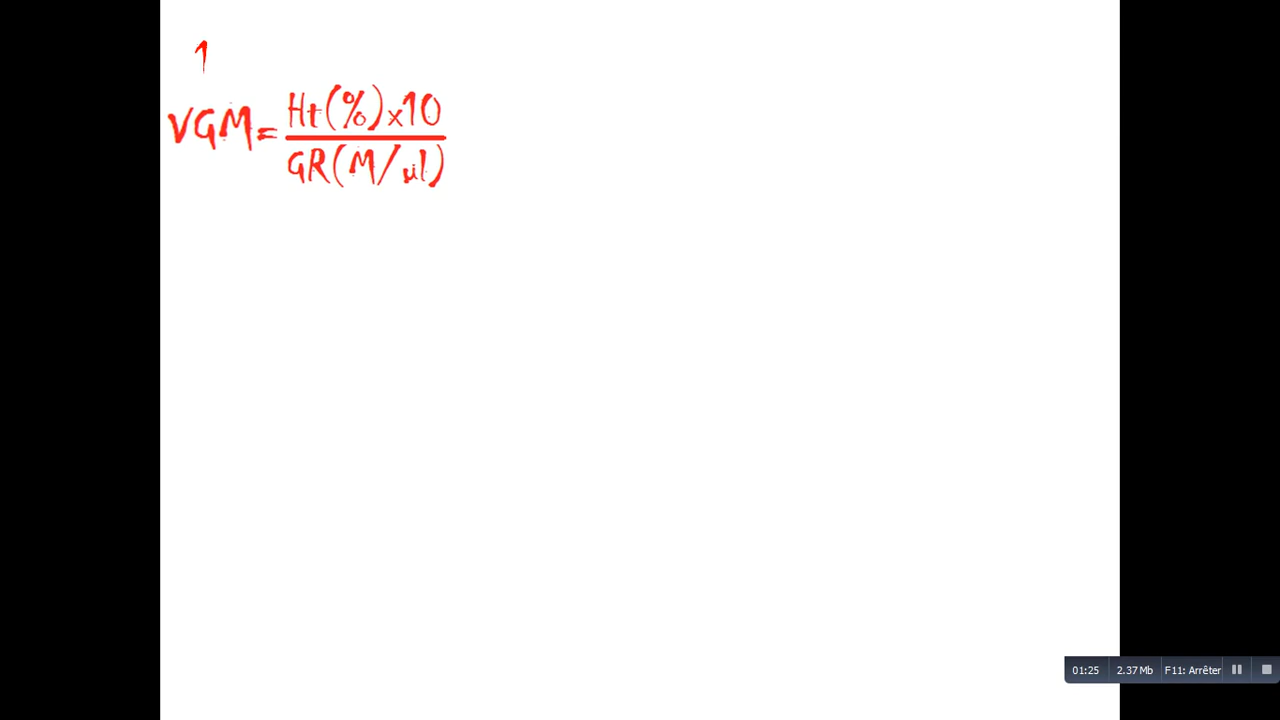 1
VGM = Ht(%)x10
GR(M/µl)
01:25 2.37 Mb F11: Arrêter